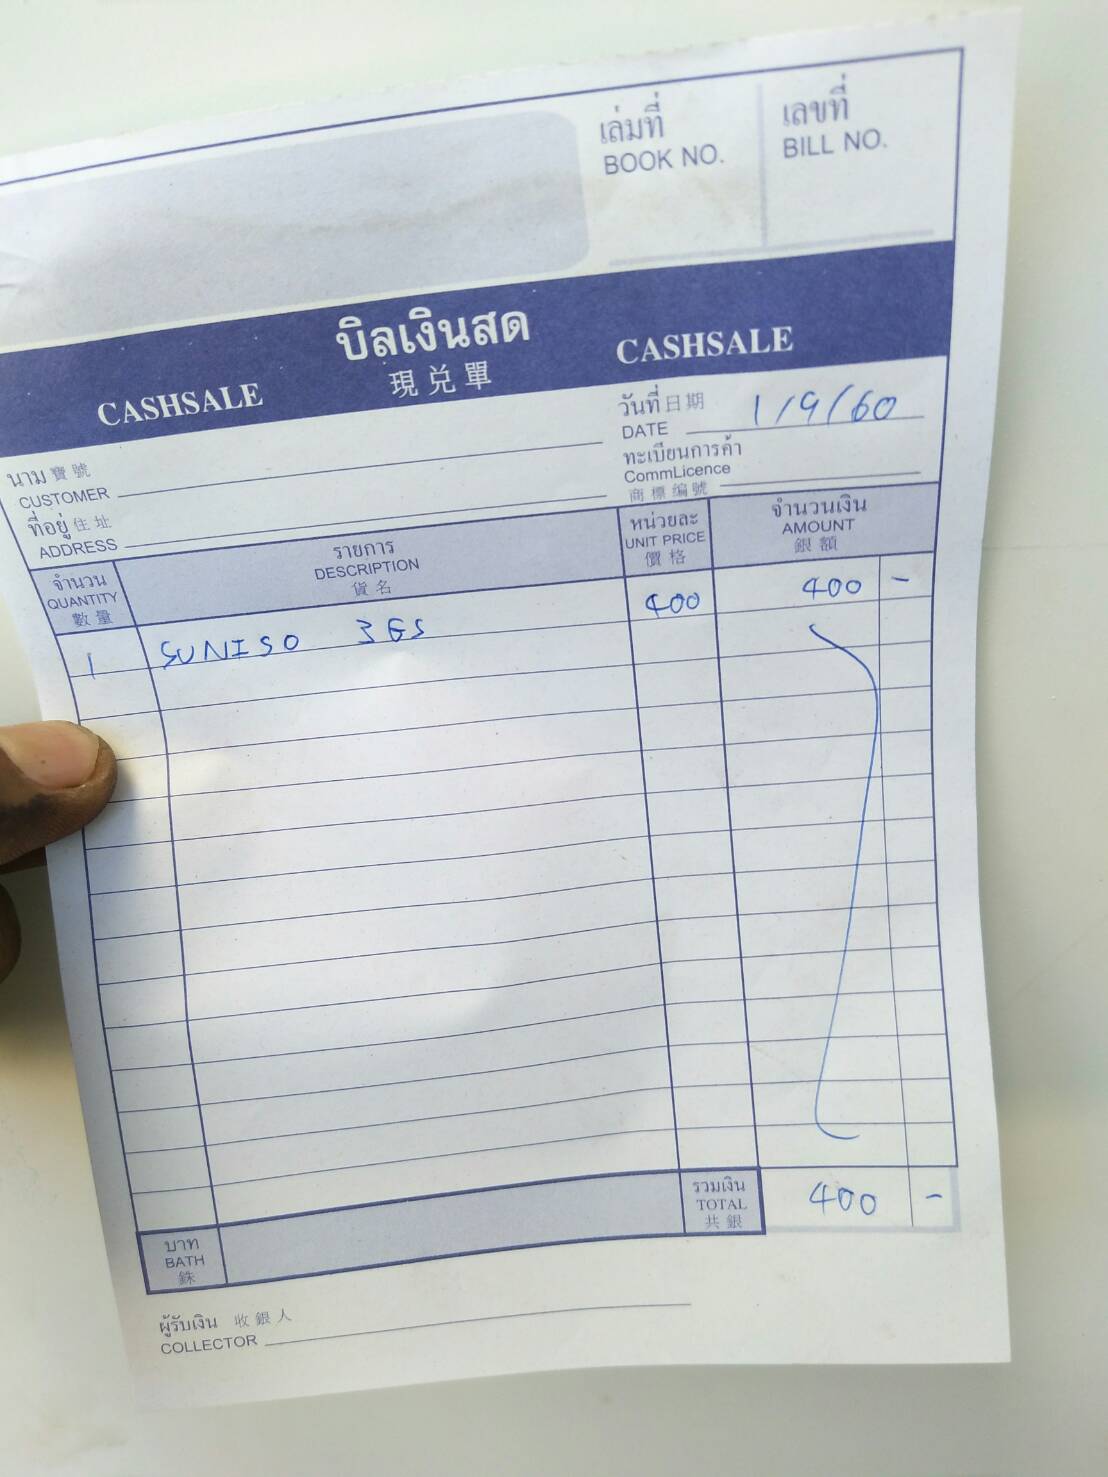 เล่มที่
BOOK NO.
เลขที่
BILL NO.
บิลเงินสด
CASHSALE 現兌單 CASHSALE
วันที่ 日期 1/9/60
DATE
นาม 寶號
CUSTOMER
ทะเบียนการค้า
CommLicence
商標編號
ที่อยู่ 住址
ADDRESS
จำนวน
QUANTITY
數量
รายการ
DESCRIPTION
貨名
หน่วยละ
UNIT PRICE
價格
จำนวนเงิน
AMOUNT
銀額
1 SUNISO 3GS 400 400 -
รวมเงิน
TOTAL
共銀
400 -
บาท
BATH
銖
ผู้รับเงิน 收銀人
COLLECTOR